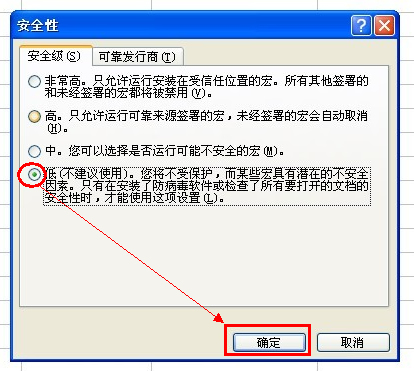 安全性
安全级(S)
可靠发行商(T)
非常高。只允许运行安装在受信任位置的宏。所有其他签署的
和未经签署的宏都将被禁用(V)。
高。只允许运行可靠来源签署的宏，未经签署的宏会自动取消
(H)。
中。您可以选择是否运行可能不安全的宏(M)。
低(不建议使用)。您将不受保护，而某些宏具有潜在的不安全
因素。只有在安装了防病毒软件或检查了所有要打开的文档的
安全性时，才能使用这项设置(L)。
确定
取消